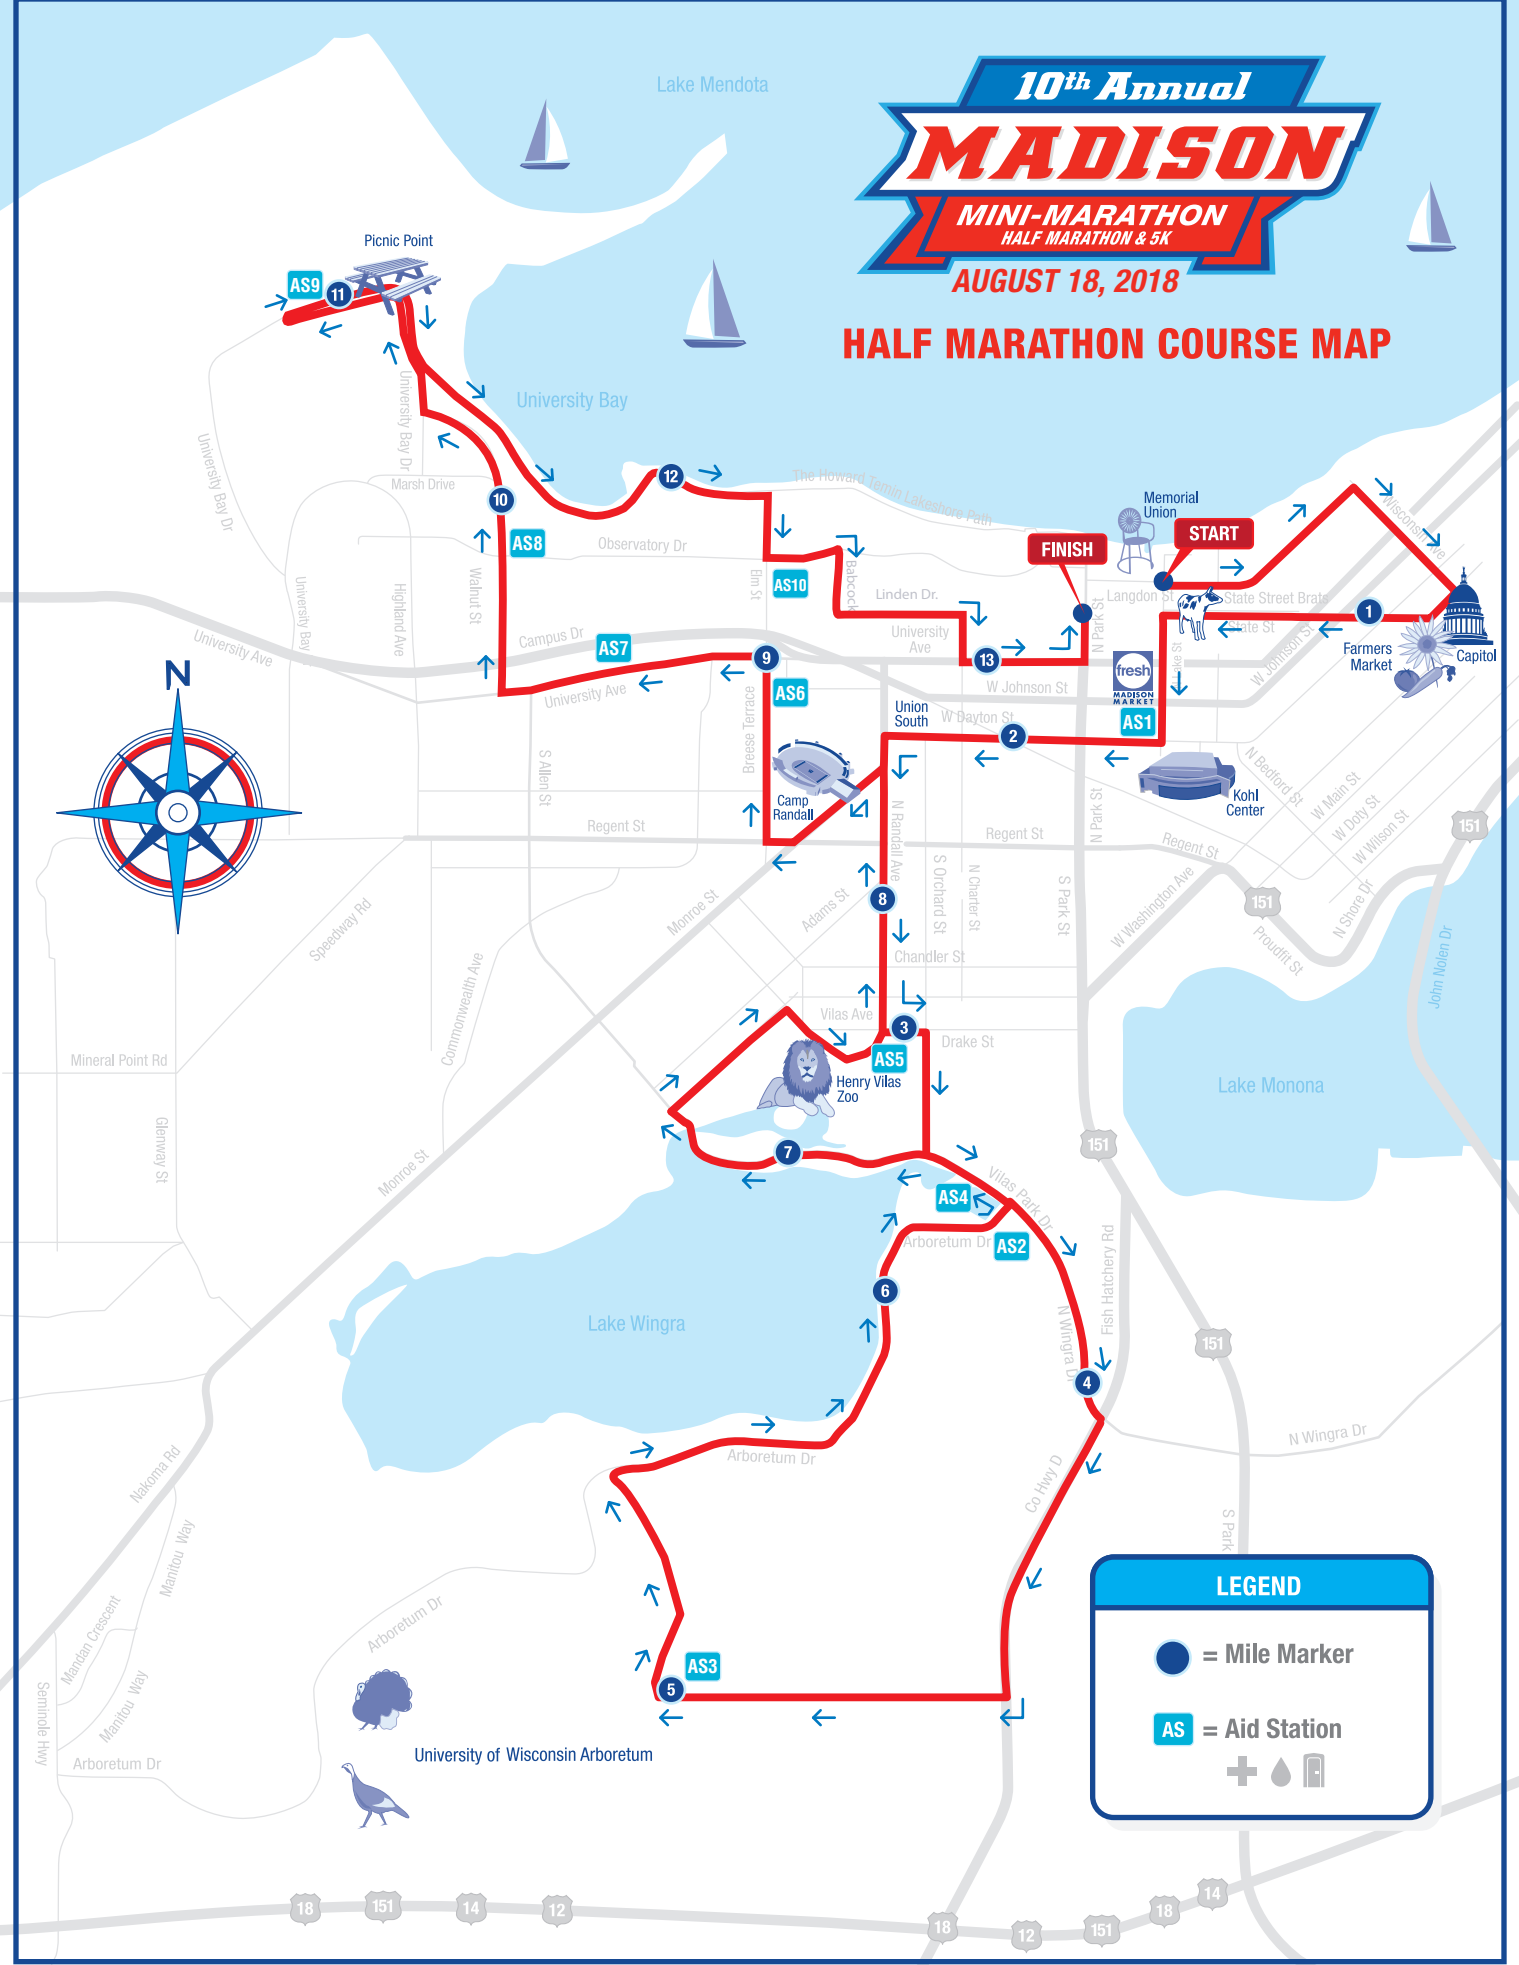 10th Annual
MADISON
MINI-MARATHON
HALF MARATHON & 5K
AUGUST 18, 2018
HALF MARATHON COURSE MAP
Lake Mendota
Picnic Point
AS9
11
University Bay
University Bay Dr
University Bay Dr
Marsh Drive
10
12
The Howard Temin Lakeshore Path
Memorial
Union
START
FINISH
Wisconsin Ave
AS8
Observatory Dr
AS10
Elm St
Babcock
Linden Dr.
Langdon St
State Street Brats
State St
1
Farmers
Market
Capitol
University Bay
Highland Ave
Walnut St
University Ave
Campus Dr
AS7
9
AS6
University
Ave
13
N Park St
Lake St
W Johnson St
fresh
MADISON
MARKET
AS1
N
University Ave
W Johnson St
Union
South
W Dayton St
2
Breese Terrace
S Allen St
Camp
Randall
Kohl
Center
N Bedford St
W Main St
W Doty St
W Wilson St
151
Regent St
N Randall Ave
Regent St
N Park St
Regent St
8
S Orchard St
N Charter St
S Park St
W Washington Ave
151
N Shore Dr
Proudfit St
John Nolen Dr
Speedway Rd
Monroe St
Adams St
Commonwealth Ave
Chandler St
Vilas Ave
3
Drake St
AS5
Henry Vilas
Zoo
Mineral Point Rd
Lake Monona
Glenway St
Monroe St
7
151
Vilas Park Dr
AS4
Arboretum Dr
AS2
Fish Hatchery Rd
6
Lake Wingra
N Wingra Dr
151
4
N Wingra Dr
Nakoma Rd
Arboretum Dr
Co Hwy D
S Park
Manitou Way
Mandan Crescent
Manitou Way
Arboretum Dr
AS3
5
Seminole Hwy
Arboretum Dr
University of Wisconsin Arboretum
LEGEND
= Mile Marker
AS = Aid Station
18
151
14
12
18
12
151
18
14